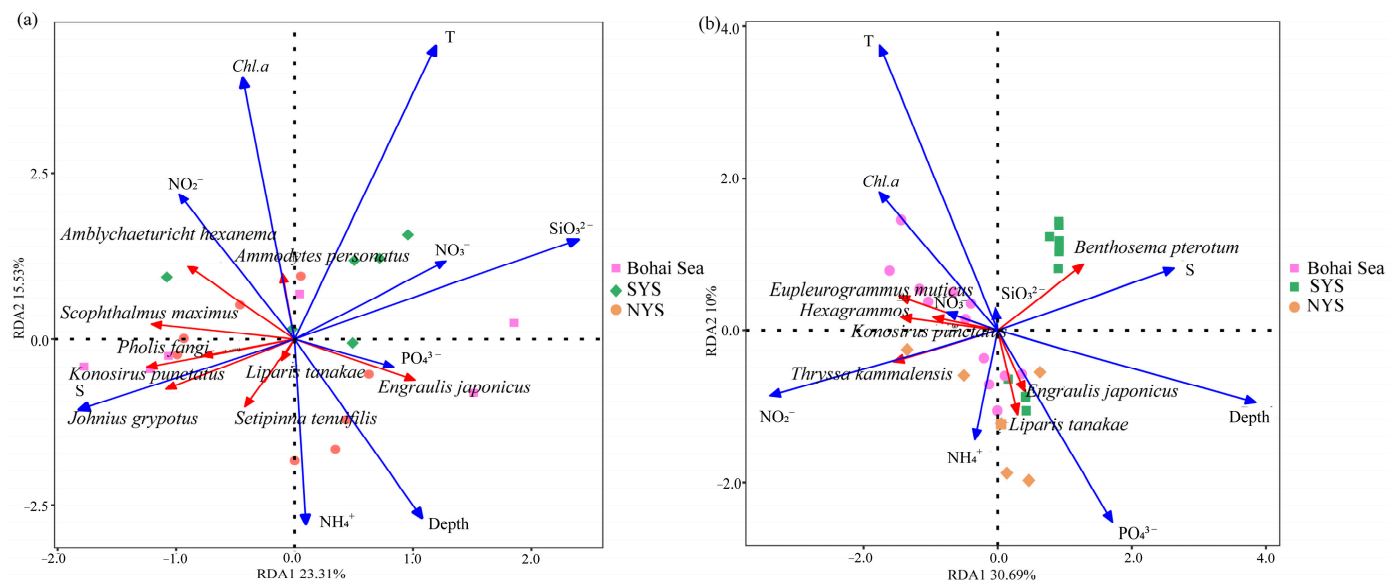 (a)
T
Chl.a
2.5
NO₂⁻
Amblychaeturicht hexanema
Ammodytes personatus
NO₃⁻
SiO₃²⁻
Bohai Sea
SYS
NYS
RDA2 15.53%
Scophthalmus maximus
0.0
Pholis fangi
PO₄³⁻
Konosirus punctatus
Liparis tanakae
Engraulis japonicus
S
Johnius grypotus
Setipinna tenuifilis
−2.5
NH₄⁺
Depth
−2.0
−1.0
0.0
1.0
2.0
RDA1 23.31%
(b)
4.0
T
2.0
Chl.a
Benthosema pterotum
S
Bohai Sea
SYS
NYS
Eupleurogrammus muticus
SiO₃²⁻
NO₃⁻
Hexagrammos
RDA2 10%
0.0
Konosirus punctatus
Thryssa kammalensis
Engraulis japonicus
NO₂⁻
Liparis tanakae
Depth
NH₄⁺
−2.0
PO₄³⁻
−2.0
0.0
2.0
4.0
RDA1 30.69%